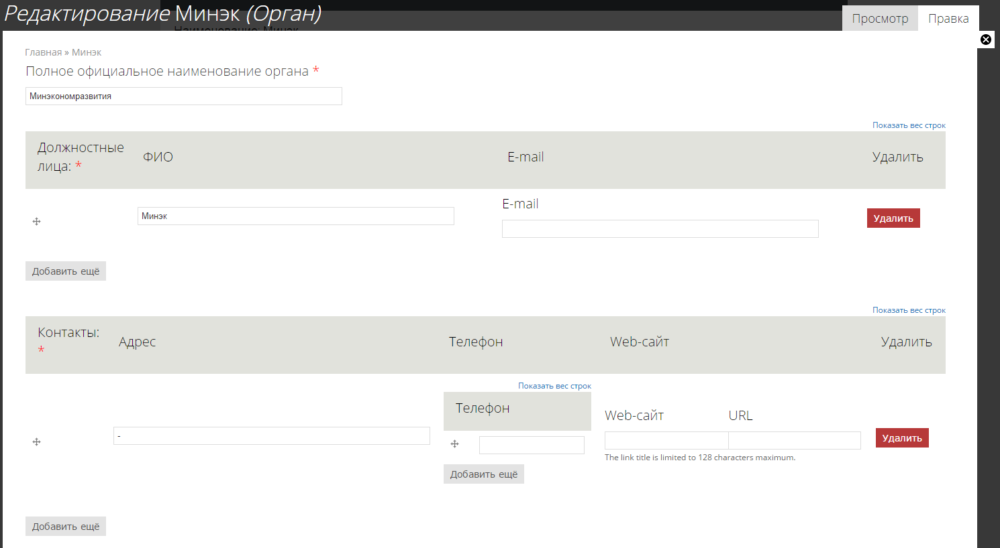 Редактирование Минэк (Орган)
Наименование: Минэк
Просмотр
Правка
Главная » Минэк
Полное официальное наименование органа *
Минэкономразвития
Показать вес строк
Должностные
лица: *
ФИО
E-mail
Удалить
E-mail
Минэк
Удалить
Добавить ещё
Показать вес строк
Контакты:
*
Адрес
Телефон
Web-сайт
Удалить
Показать вес строк
Телефон
Web-сайт
URL
-
Удалить
The link title is limited to 128 characters maximum.
Добавить ещё
Добавить ещё